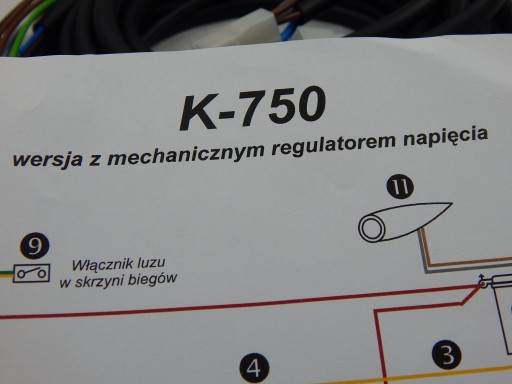 K-750
wersja z mechanicznym regulatorem napięcia
11
9
Włącznik luzu
w skrzyni biegów
3
4